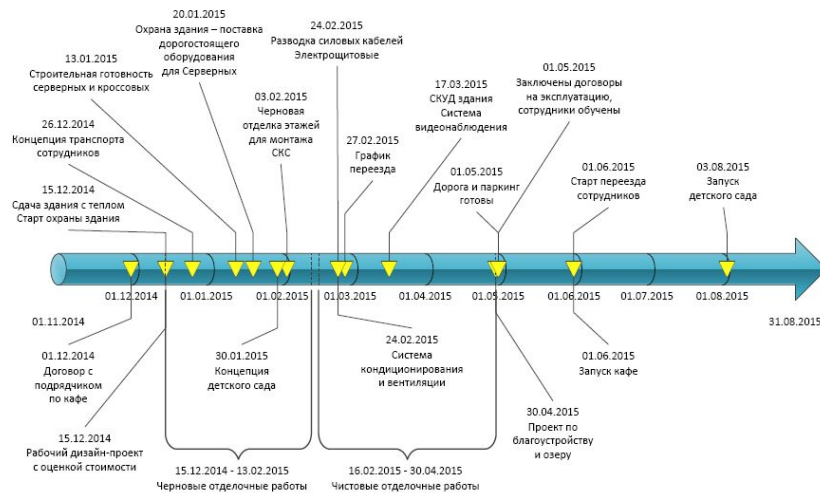 20.01.2015
Охрана здания – поставка
дорогостоящего
оборудования
для Серверных
24.02.2015
Разводка силовых кабелей
Электрощитовые
13.01.2015
Строительная готовность
серверных и кроссовых
03.02.2015
Черновая
отделка этажей
для монтажа
СКС
17.03.2015
СКУД здания
Система
видеонаблюдения
01.05.2015
Заключены договоры
на эксплуатацию,
сотрудники обучены
26.12.2014
Концепция транспорта
сотрудников
27.02.2015
График
переезда
01.05.2015
Дорога и паркинг
готовы
01.06.2015
Старт переезда
сотрудников
03.08.2015
Запуск
детского сада
15.12.2014
Сдача здания с теплом
Старт охраны здания
01.12.2014
01.01.2015
01.02.2015
01.03.2015
01.04.2015
01.05.2015
01.06.2015
01.07.2015
01.08.2015
01.11.2014
31.08.2015
01.12.2014
Договор с
подрядчиком
по кафе
30.01.2015
Концепция
детского сада
24.02.2015
Система
кондиционирования
и вентиляции
01.06.2015
Запуск кафе
30.04.2015
Проект по
благоустройству
и озеру
15.12.2014
Рабочий дизайн-проект
с оценкой стоимости
15.12.2014 - 13.02.2015
Черновые отделочные работы
16.02.2015 - 30.04.2015
Чистовые отделочные работы